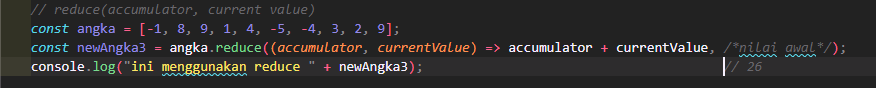 // reduce(accumulator, current value)
const angka = [-1, 8, 9, 1, 4, -5, -4, 3, 2, 9];
const newAngka3 = angka.reduce((accumulator, currentValue) => accumulator + currentValue, /*nilai awal*/);
console.log("ini menggunakan reduce " + newAngka3); // 26